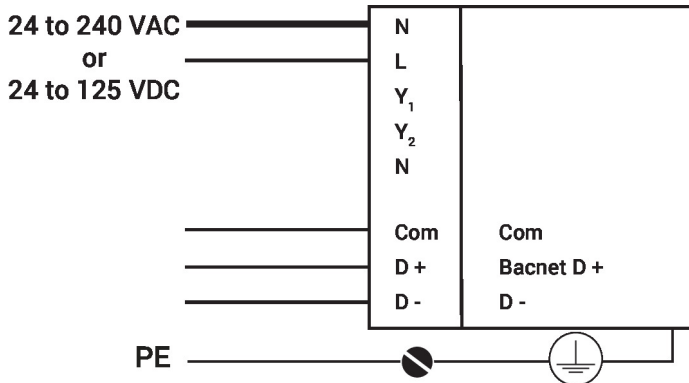 24 to 240 VAC
or
24 to 125 VDC
N
L
Y1
Y2
N
Com Com
D + Bacnet D +
D - D -
PE